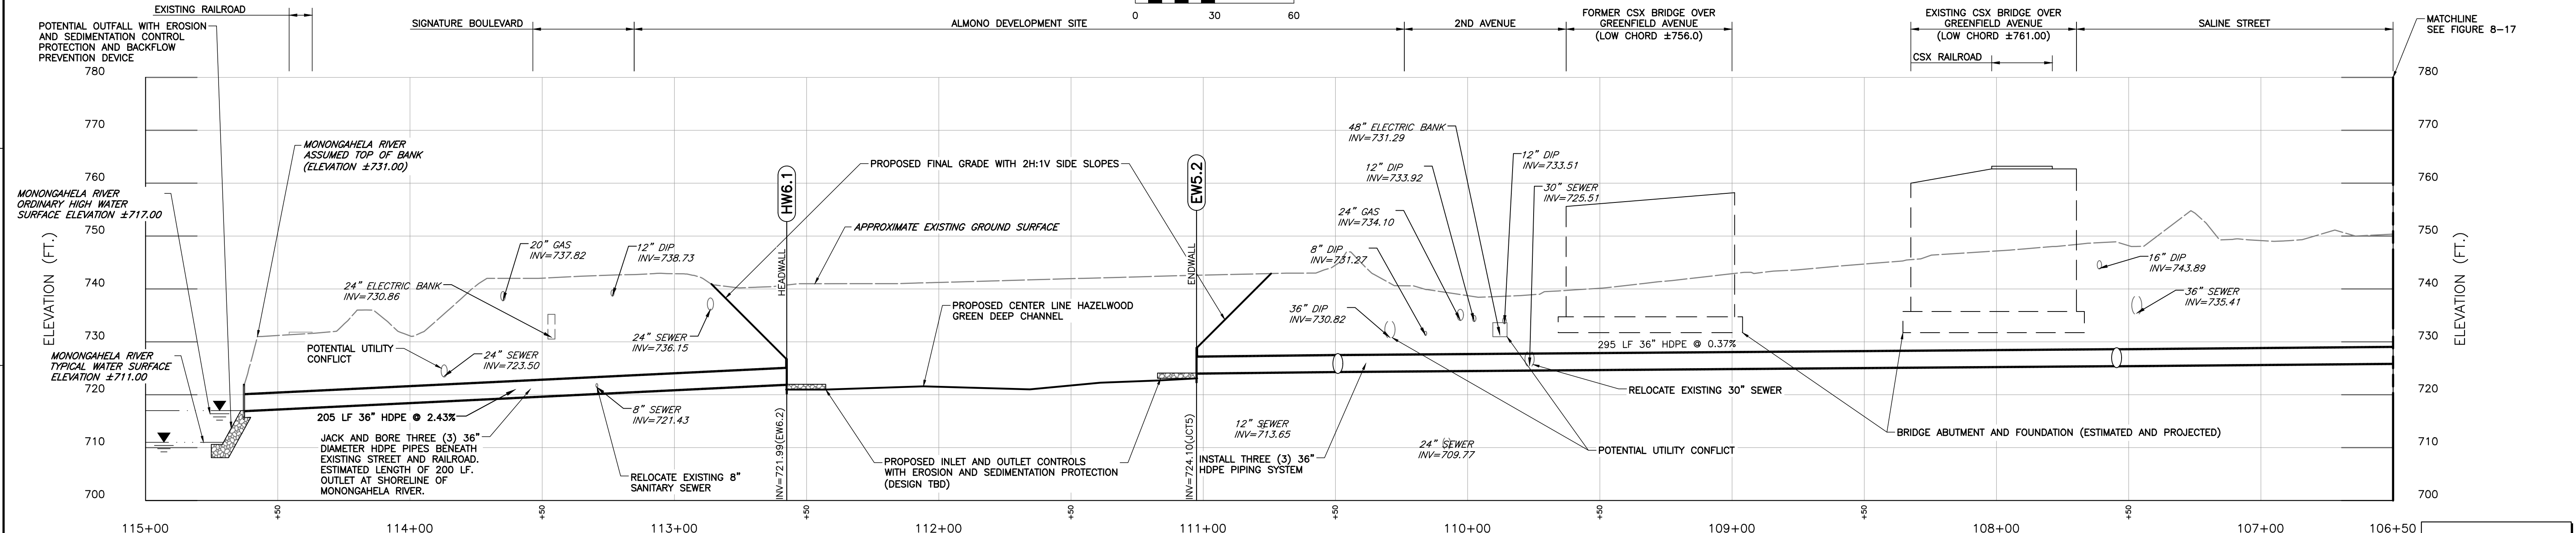 EXISTING RAILROAD
POTENTIAL OUTFALL WITH EROSION
AND SEDIMENTATION CONTROL
PROTECTION AND BACKFLOW
PREVENTION DEVICE
SIGNATURE BOULEVARD
ALMONO DEVELOPMENT SITE
0 30 60
2ND AVENUE
FORMER CSX BRIDGE OVER
GREENFIELD AVENUE
(LOW CHORD ±756.0)
EXISTING CSX BRIDGE OVER
GREENFIELD AVENUE
(LOW CHORD ±761.00)
CSX RAILROAD
SALINE STREET
MATCHLINE
SEE FIGURE 8-17
780
770
760
750
740
730
720
710
700
ELEVATION (FT.)
MONONGAHELA RIVER
ASSUMED TOP OF BANK
(ELEVATION ±731.00)
MONONGAHELA RIVER
ORDINARY HIGH WATER
SURFACE ELEVATION ±717.00
MONONGAHELA RIVER
TYPICAL WATER SURFACE
ELEVATION ±711.00
20" GAS
INV=737.82
12" DIP
INV=738.73
24" ELECTRIC BANK
INV=730.86
POTENTIAL UTILITY
CONFLICT
24" SEWER
INV=723.50
24" SEWER
INV=736.15
205 LF 36" HDPE @ 2.43%
8" SEWER
INV=721.43
JACK AND BORE THREE (3) 36"
DIAMETER HDPE PIPES BENEATH
EXISTING STREET AND RAILROAD.
ESTIMATED LENGTH OF 200 LF.
OUTLET AT SHORELINE OF
MONONGAHELA RIVER.
RELOCATE EXISTING 8"
SANITARY SEWER
HW6.1
HEADWALL
INV=721.99(EW6.2)
PROPOSED FINAL GRADE WITH 2H:1V SIDE SLOPES
APPROXIMATE EXISTING GROUND SURFACE
PROPOSED CENTER LINE HAZELWOOD
GREEN DEEP CHANNEL
PROPOSED INLET AND OUTLET CONTROLS
WITH EROSION AND SEDIMENTATION PROTECTION
(DESIGN TBD)
EW5.2
ENDWALL
INV=724.10(JCT5)
48" ELECTRIC BANK
INV=731.29
12" DIP
INV=733.92
12" DIP
INV=733.51
30" SEWER
INV=725.51
24" GAS
INV=734.10
8" DIP
INV=731.27
36" DIP
INV=730.82
12" SEWER
INV=713.65
INSTALL THREE (3) 36"
HDPE PIPING SYSTEM
24" SEWER
INV=709.77
295 LF 36" HDPE @ 0.37%
RELOCATE EXISTING 30" SEWER
POTENTIAL UTILITY CONFLICT
BRIDGE ABUTMENT AND FOUNDATION (ESTIMATED AND PROJECTED)
16" DIP
INV=743.89
36" SEWER
INV=735.41
780
770
760
750
740
730
720
710
700
ELEVATION (FT.)
+50 +50 +50 +50 +50 +50 +50 +50
115+00 114+00 113+00 112+00 111+00 110+00 109+00 108+00 107+00 106+50